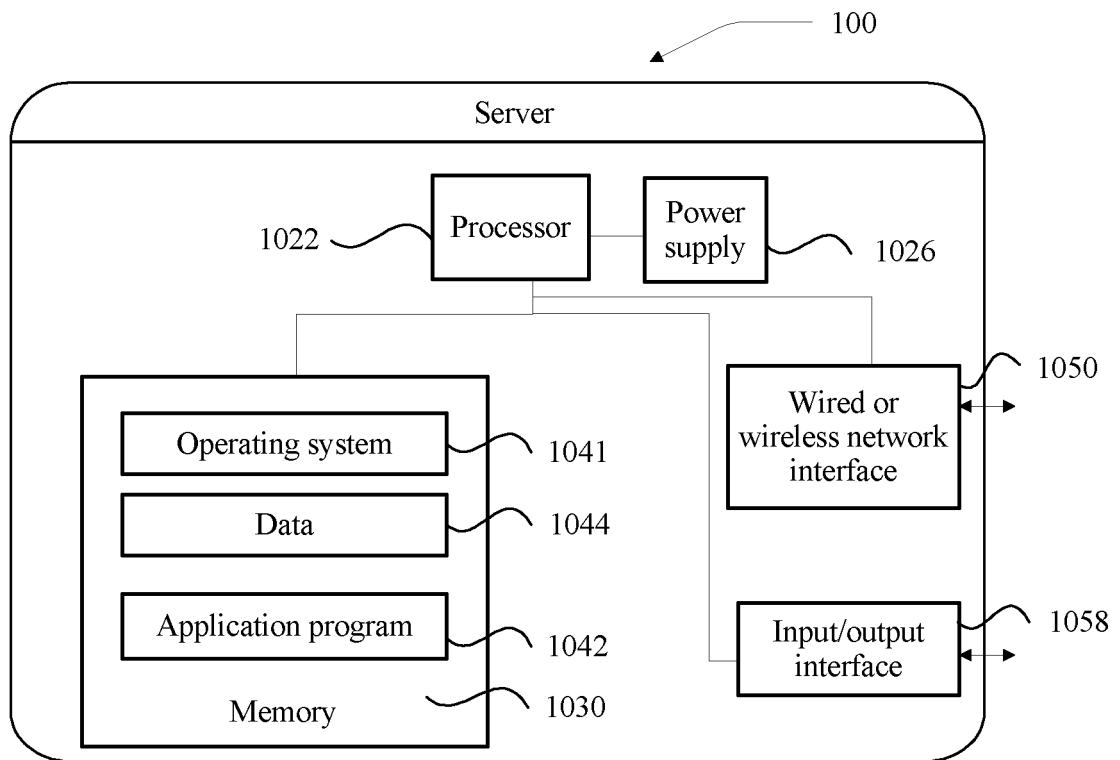 100
Server
Processor
1022
Power
supply
1026
Wired or
wireless network
interface
1050
Operating system
1041
Data
1044
Application program
1042
Memory
1030
Input/output
interface
1058